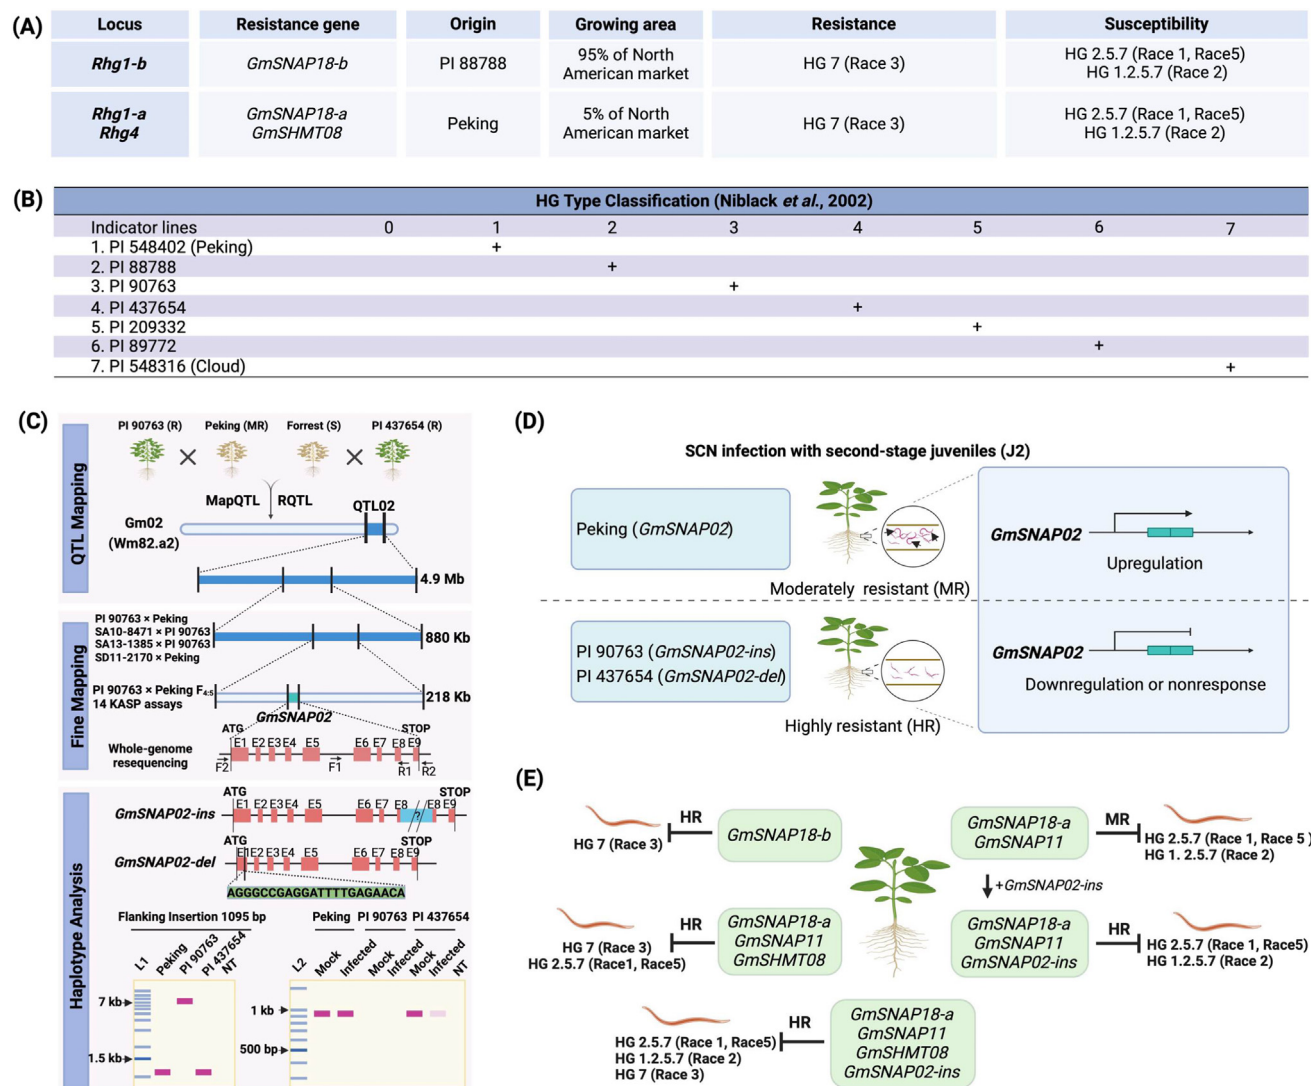 (A)
Locus Resistance gene Origin Growing area Resistance Susceptibility
Rhg1-b GmSNAP18-b PI 88788 95% of North American market HG 7 (Race 3) HG 2.5.7 (Race 1, Race5) HG 1.2.5.7 (Race 2)
Rhg1-a Rhg4 GmSNAP18-a GmSHMT08 Peking 5% of North American market HG 7 (Race 3) HG 2.5.7 (Race 1, Race5) HG 1.2.5.7 (Race 2)
(B)
HG Type Classification (Niblack et al., 2002)
Indicator lines 0 1 2 3 4 5 6 7
1. PI 548402 (Peking) +
2. PI 88788 +
3. PI 90763 +
4. PI 437654 +
5. PI 209332 +
6. PI 89772 +
7. PI 548316 (Cloud) +
(C)
QTL Mapping
PI 90763 (R) Peking (MR) Forrest (S) PI 437654 (R)
MapQTL RQTL
QTL02
Gm02
(Wm82.a2)
4.9 Mb
Fine Mapping
PI 90763 × Peking
SA10-8471 × PI 90763
SA13-1385 × PI 90763
SD11-2170 × Peking
880 Kb
PI 90763 × Peking F4:5
14 KASP assays
218 Kb
GmSNAP02
ATG STOP
E1 E2 E3 E4 E5 E6 E7 E8 E9
Whole-genome
resequencing
F2 F1 R1 R2
Haplotype Analysis
ATG STOP
E1 E2 E3 E4 E5 E6 E7 E8 E8 E9
GmSNAP02-ins
?
ATG STOP
E1 E2 E3 E4 E5 E6 E7 E8 E9
GmSNAP02-del
AGGGCCGAGGATTTTGAGAACA
Flanking Insertion 1095 bp
L1 Peking PI 90763 PI 437654 NT
7 kb
1.5 kb
Peking PI 90763 PI 437654
L2 Mock Infected Mock Infected Mock Infected NT
1 kb
500 bp
(D)
SCN infection with second-stage juveniles (J2)
Peking (GmSNAP02)
Moderately resistant (MR)
GmSNAP02
Upregulation
PI 90763 (GmSNAP02-ins)
PI 437654 (GmSNAP02-del)
Highly resistant (HR)
GmSNAP02
Downregulation or nonresponse
(E)
HG 7 (Race 3)
HR
GmSNAP18-b
GmSNAP18-a
GmSNAP11
MR
HG 2.5.7 (Race 1, Race 5 )
HG 1. 2.5.7 (Race 2)
+GmSNAP02-ins
HG 7 (Race 3)
HG 2.5.7 (Race1, Race5)
HR
GmSNAP18-a
GmSNAP11
GmSHMT08
GmSNAP18-a
GmSNAP11
GmSNAP02-ins
HR
HG 2.5.7 (Race 1, Race5)
HG 1.2.5.7 (Race 2)
HG 2.5.7 (Race 1, Race5)
HG 1.2.5.7 (Race 2)
HG 7 (Race 3)
HR
GmSNAP18-a
GmSNAP11
GmSHMT08
GmSNAP02-ins